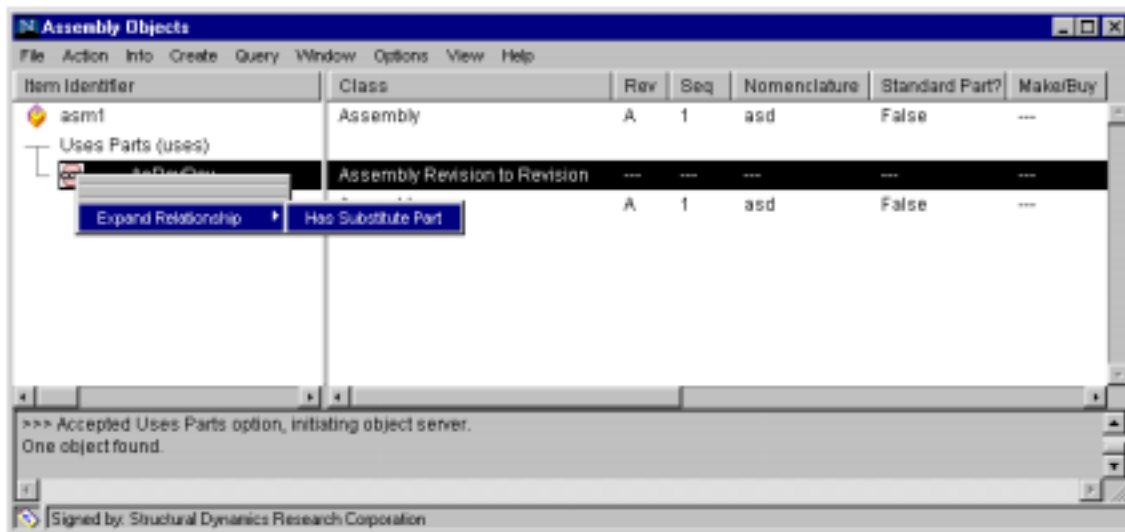 Assembly Objects
File Action Info Create Query Window Options View Help
Item Identifier Class Rev Seq Nomenclature Standard Part? Make/Buy
asm1 Assembly A 1 asd False ---
Uses Parts (uses)
Assembly Revision to Revision --- --- --- --- ---
A 1 asd False ---
Expand Relationship Has Substitute Part
>>> Accepted Uses Parts option, initiating object server.
One object found.
Signed by: Structural Dynamics Research Corporation